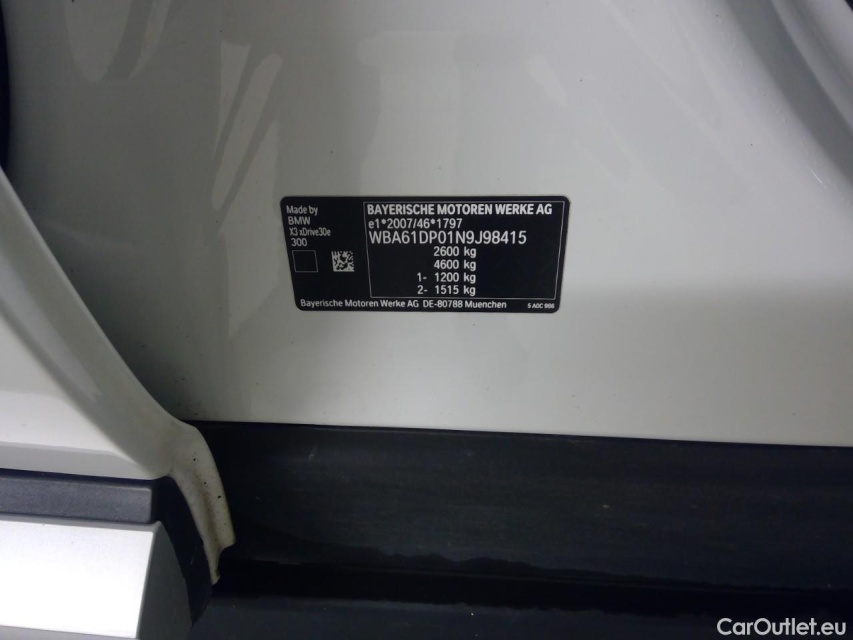 Made by
BMW
X3 xDrive30e
300
BAYERISCHE MOTOREN WERKE AG
e1*2007/46*1797
WBA61DP01N9J98415
2600 kg
4600 kg
1- 1200 kg
2- 1515 kg
Bayerische Motoren Werke AG DE-80788 Muenchen
CarOutlet.eu